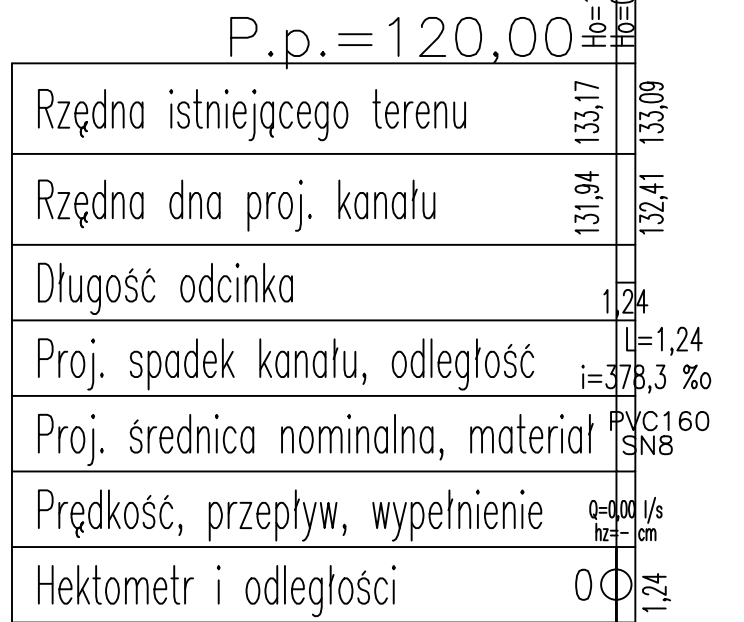 P.p.=120,00
Ho=
Ho=
Rzędna istniejącego terenu 133,17 133,09
Rzędna dna proj. kanału 131,94 132,41
Długość odcinka 1,24
Proj. spadek kanału, odległość L=1,24
i=378,3 ‰
Proj. średnica nominalna, materiał PVC160
SN8
Prędkość, przepływ, wypełnienie Q=0,00 l/s
hz=- cm
Hektometr i odległości 0 1,24